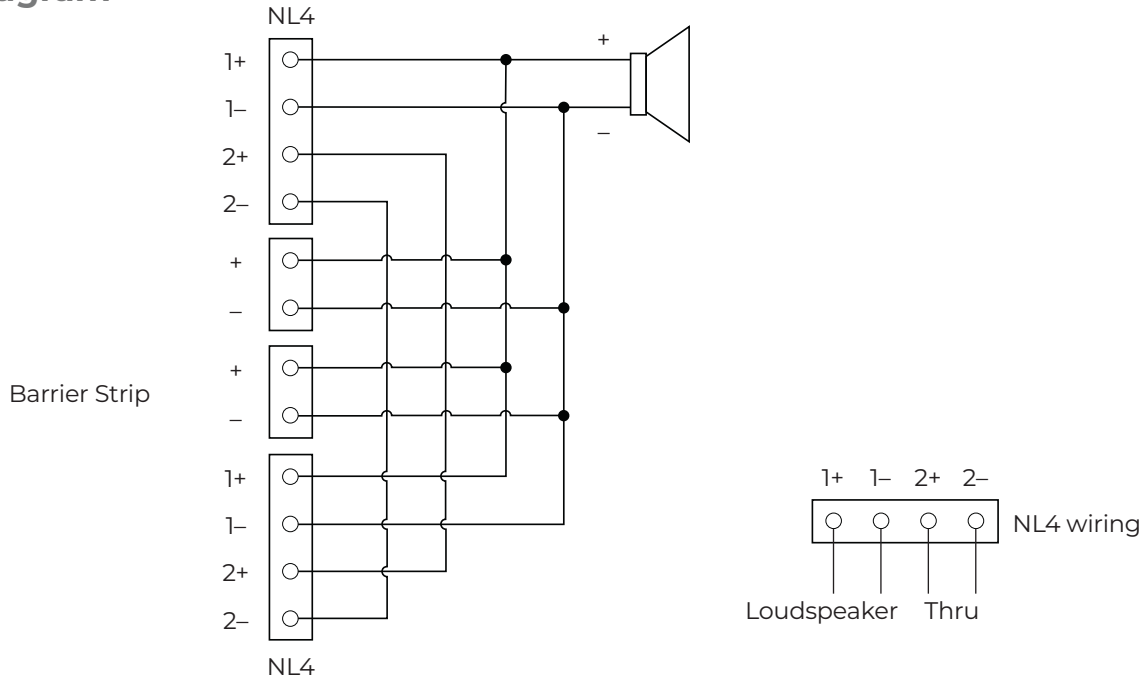 NL4
1+
1–
2+
2–
+
–
+
–
+
–
Barrier Strip
1+
1–
2+
2–
NL4
1+ 1– 2+ 2–
NL4 wiring
Loudspeaker Thru